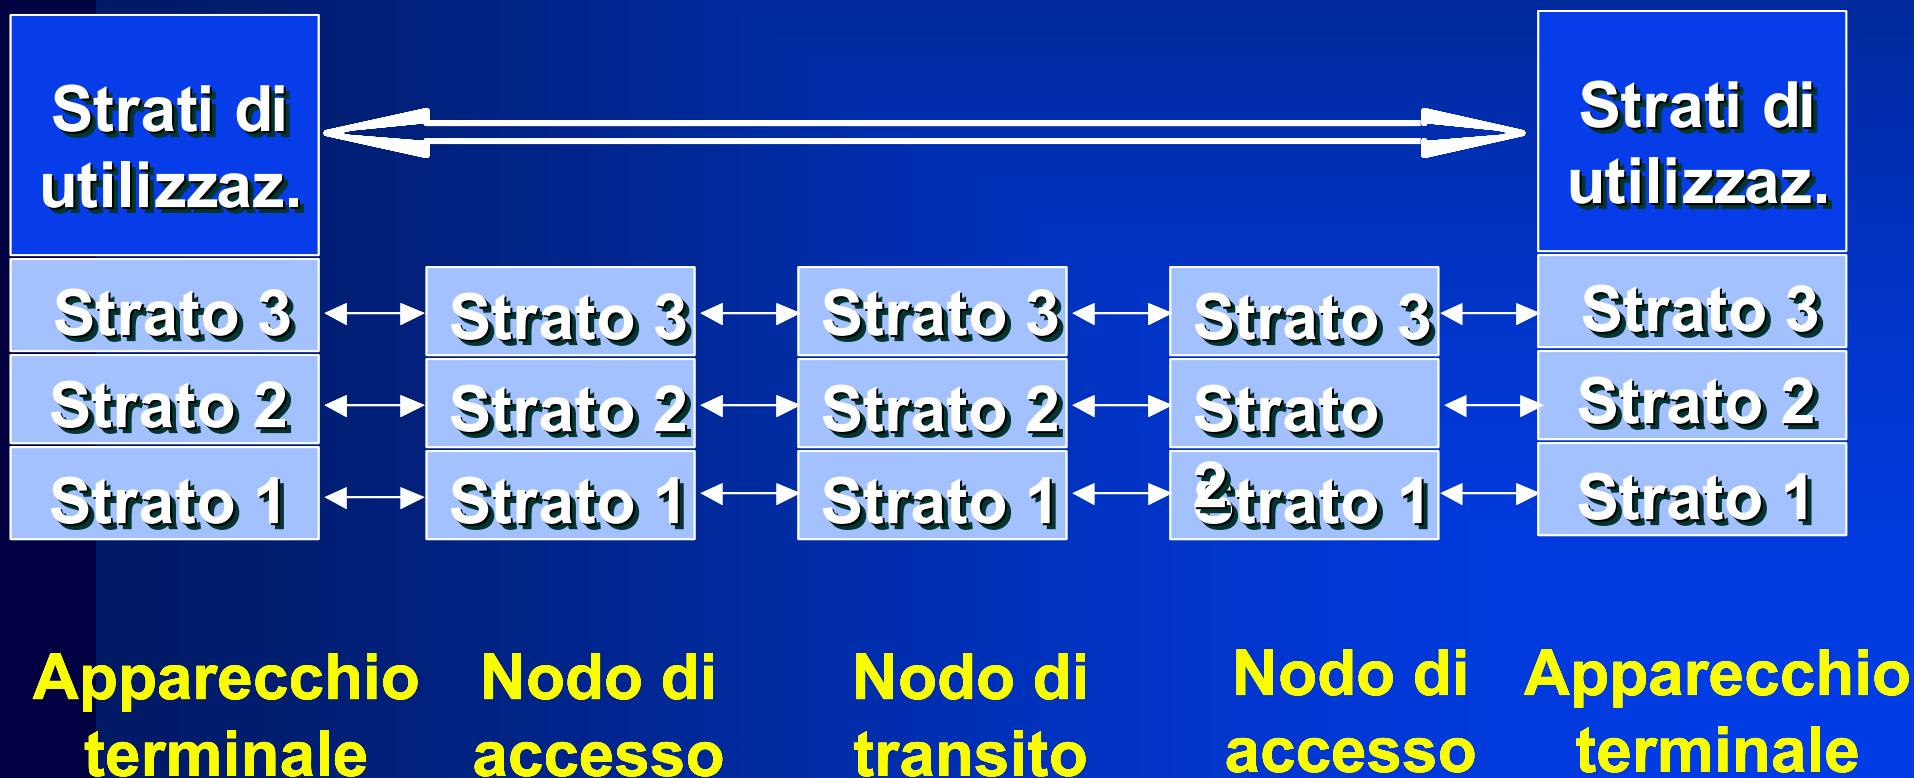 Strati di
utilizzaz.
Strati di
utilizzaz.
Strato 3
Strato 3
Strato 3
Strato 3
Strato 3
Strato 2
Strato 2
Strato 2
Strato
2
Strato 2
Strato 1
Strato 1
Strato 1
Strato 1
Strato 1
Apparecchio
terminale
Nodo di
accesso
Nodo di
transito
Nodo di
accesso
Apparecchio
terminale